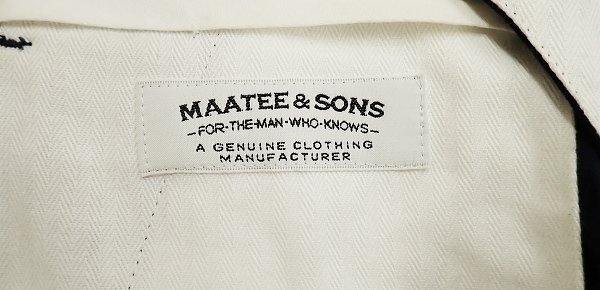 MAATEE & SONS
-FOR-THE-MAN-WHO-KNOWS-
A GENUINE CLOTHING
MANUFACTURER